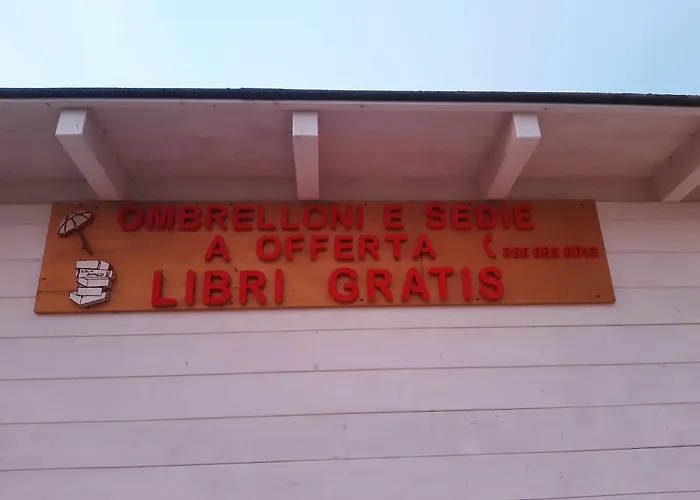 OMBRELLONI E SEDIE
A OFFERTA
LIBRI GRATIS